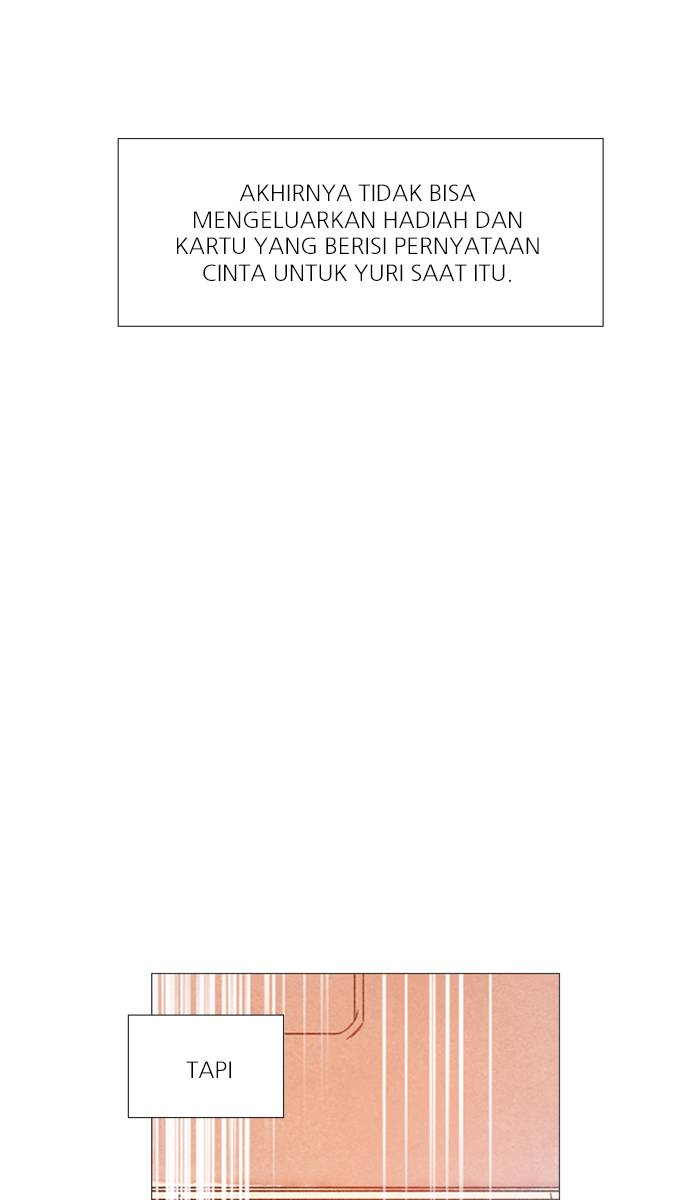 AKHIRNYA TIDAK BISA
MENGELUARKAN HADIAH DAN
KARTU YANG BERISI PERNYATAAN
CINTA UNTUK YURI SAAT ITU.
TAPI